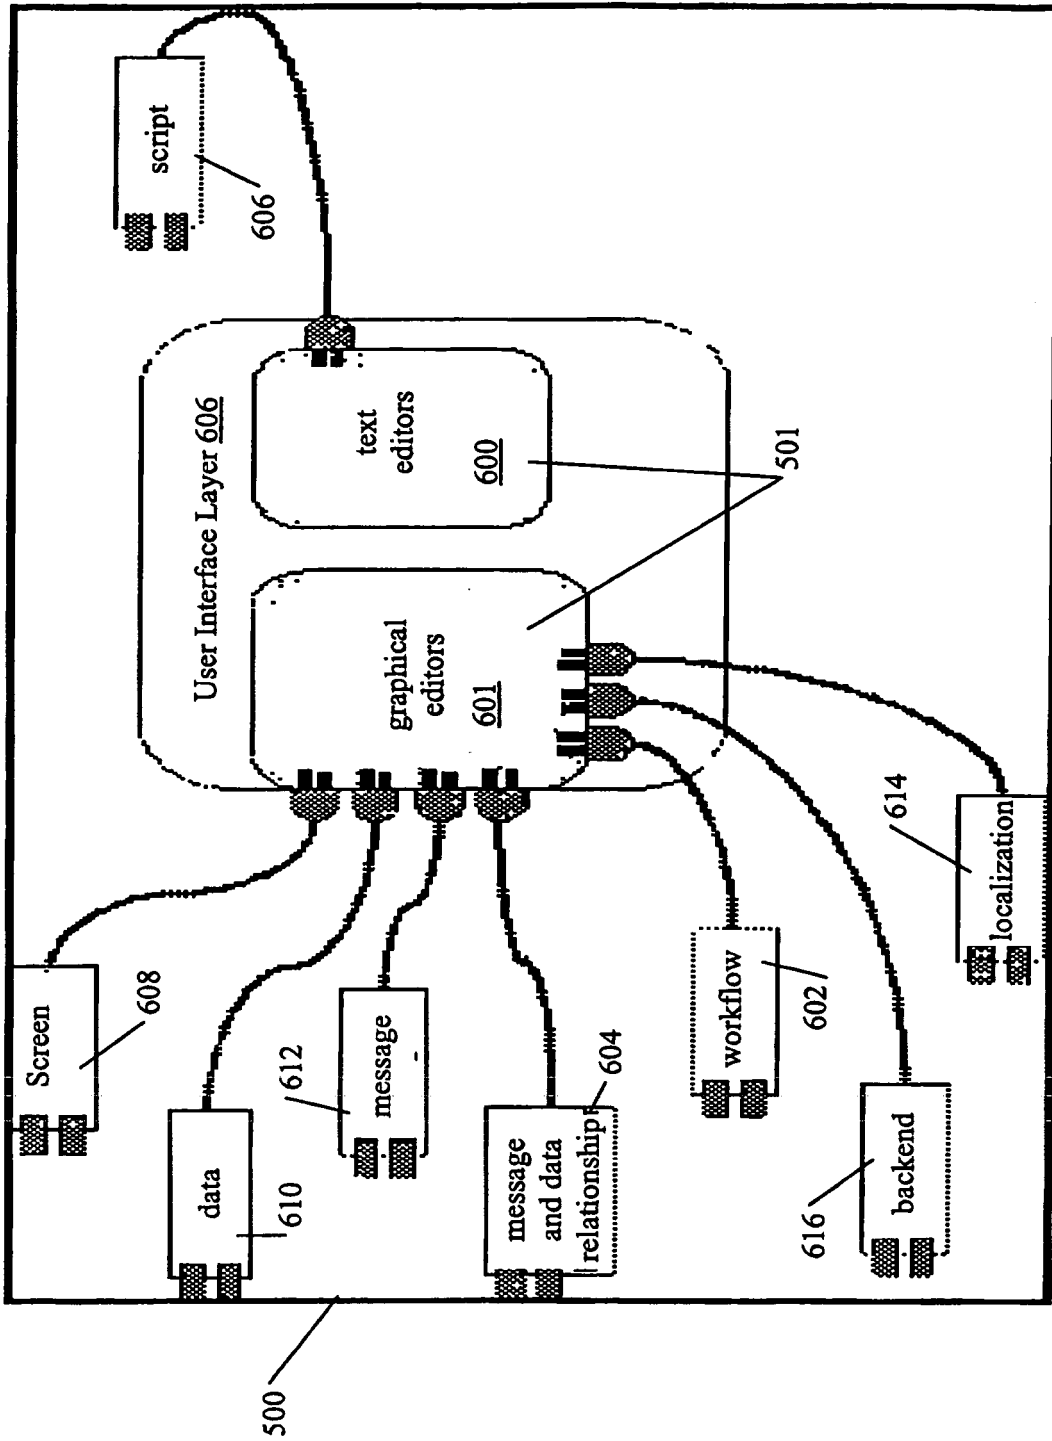 Screen
608
script
606
data
610
User Interface Layer 606
500
612
message
graphical
editors
601
text
editors
600
message
and data
relationship
604
501
workflow
602
616
backend
614
localization